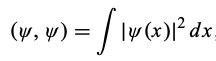 (ψ, ψ) = ∫ |ψ(x)|² dx,